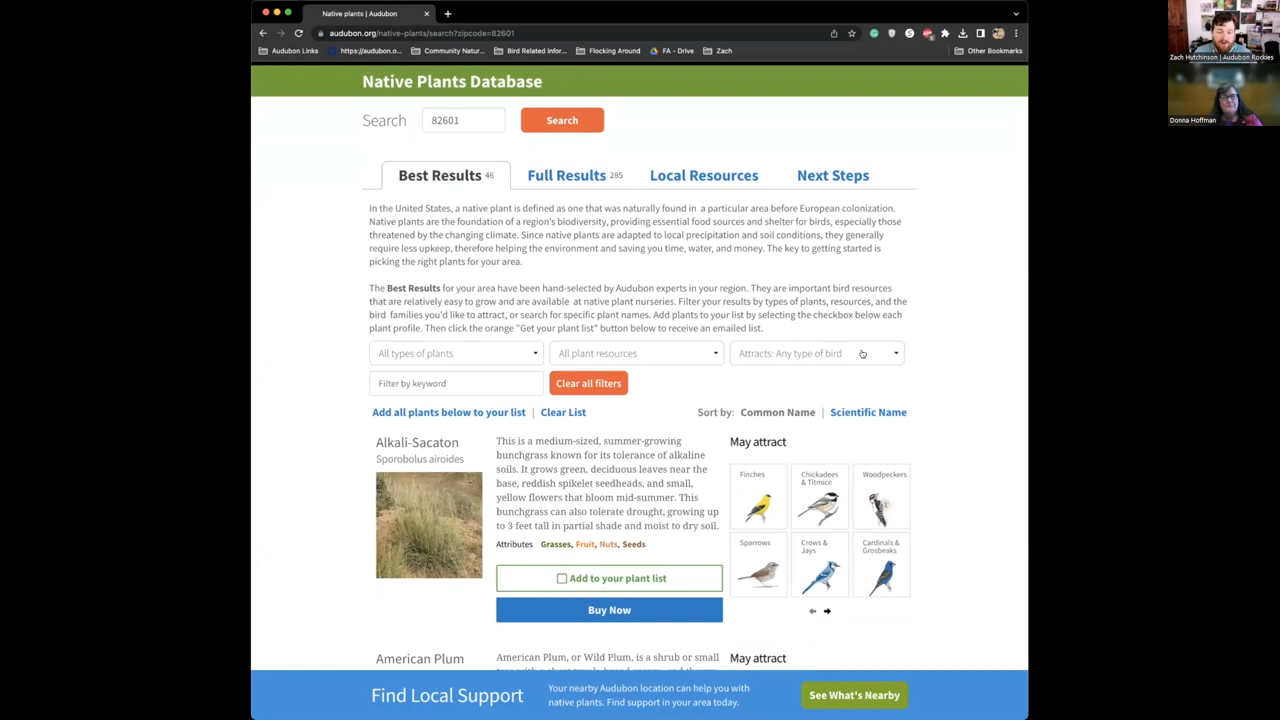 Native plants | Audubon
audubon.org/native-plants/search?zipcode=82601
Audubon Links
https://audubon.o...
Community Natur...
Bird Related Infor...
Flocking Around
FA - Drive
Zach
Other Bookmarks
Zach Hutchinson | Audubon Rockies
Donna Hoffman
Native Plants Database
Search
82601
Search
Best Results 46
Full Results 285
Local Resources
Next Steps
In the United States, a native plant is defined as one that was naturally found in a particular area before European colonization.
Native plants are the foundation of a region's biodiversity, providing essential food sources and shelter for birds, especially those
threatened by the changing climate. Since native plants are adapted to local precipitation and soil conditions, they generally
require less upkeep, therefore helping the environment and saving you time, water, and money. The key to getting started is
picking the right plants for your area.
The Best Results for your area have been hand-selected by Audubon experts in your region. They are important bird resources
that are relatively easy to grow and are available at native plant nurseries. Filter your results by types of plants, resources, and the
bird families you'd like to attract, or search for specific plant names. Add plants to your list by selecting the checkbox below each
plant profile. Then click the orange "Get your plant list" button below to receive an emailed list.
All types of plants
All plant resources
Attracts: Any type of bird
Filter by keyword
Clear all filters
Add all plants below to your list | Clear List
Sort by: Common Name | Scientific Name
Alkali-Sacaton
Sporobolus airoides
This is a medium-sized, summer-growing
bunchgrass known for its tolerance of alkaline
soils. It grows green, deciduous leaves near the
base, reddish spikelet seedheads, and small,
yellow flowers that bloom mid-summer. This
bunchgrass can also tolerate drought, growing up
to 3 feet tall in partial shade and moist to dry soil.
Attributes Grasses, Fruit, Nuts, Seeds
Add to your plant list
Buy Now
May attract
Finches
Chickadees
& Titmice
Woodpeckers
Sparrows
Crows &
Jays
Cardinals &
Grosbeaks
American Plum
American Plum, or Wild Plum, is a shrub or small
May attract
Find Local Support
Your nearby Audubon location can help you with
native plants. Find support in your area today.
See What's Nearby